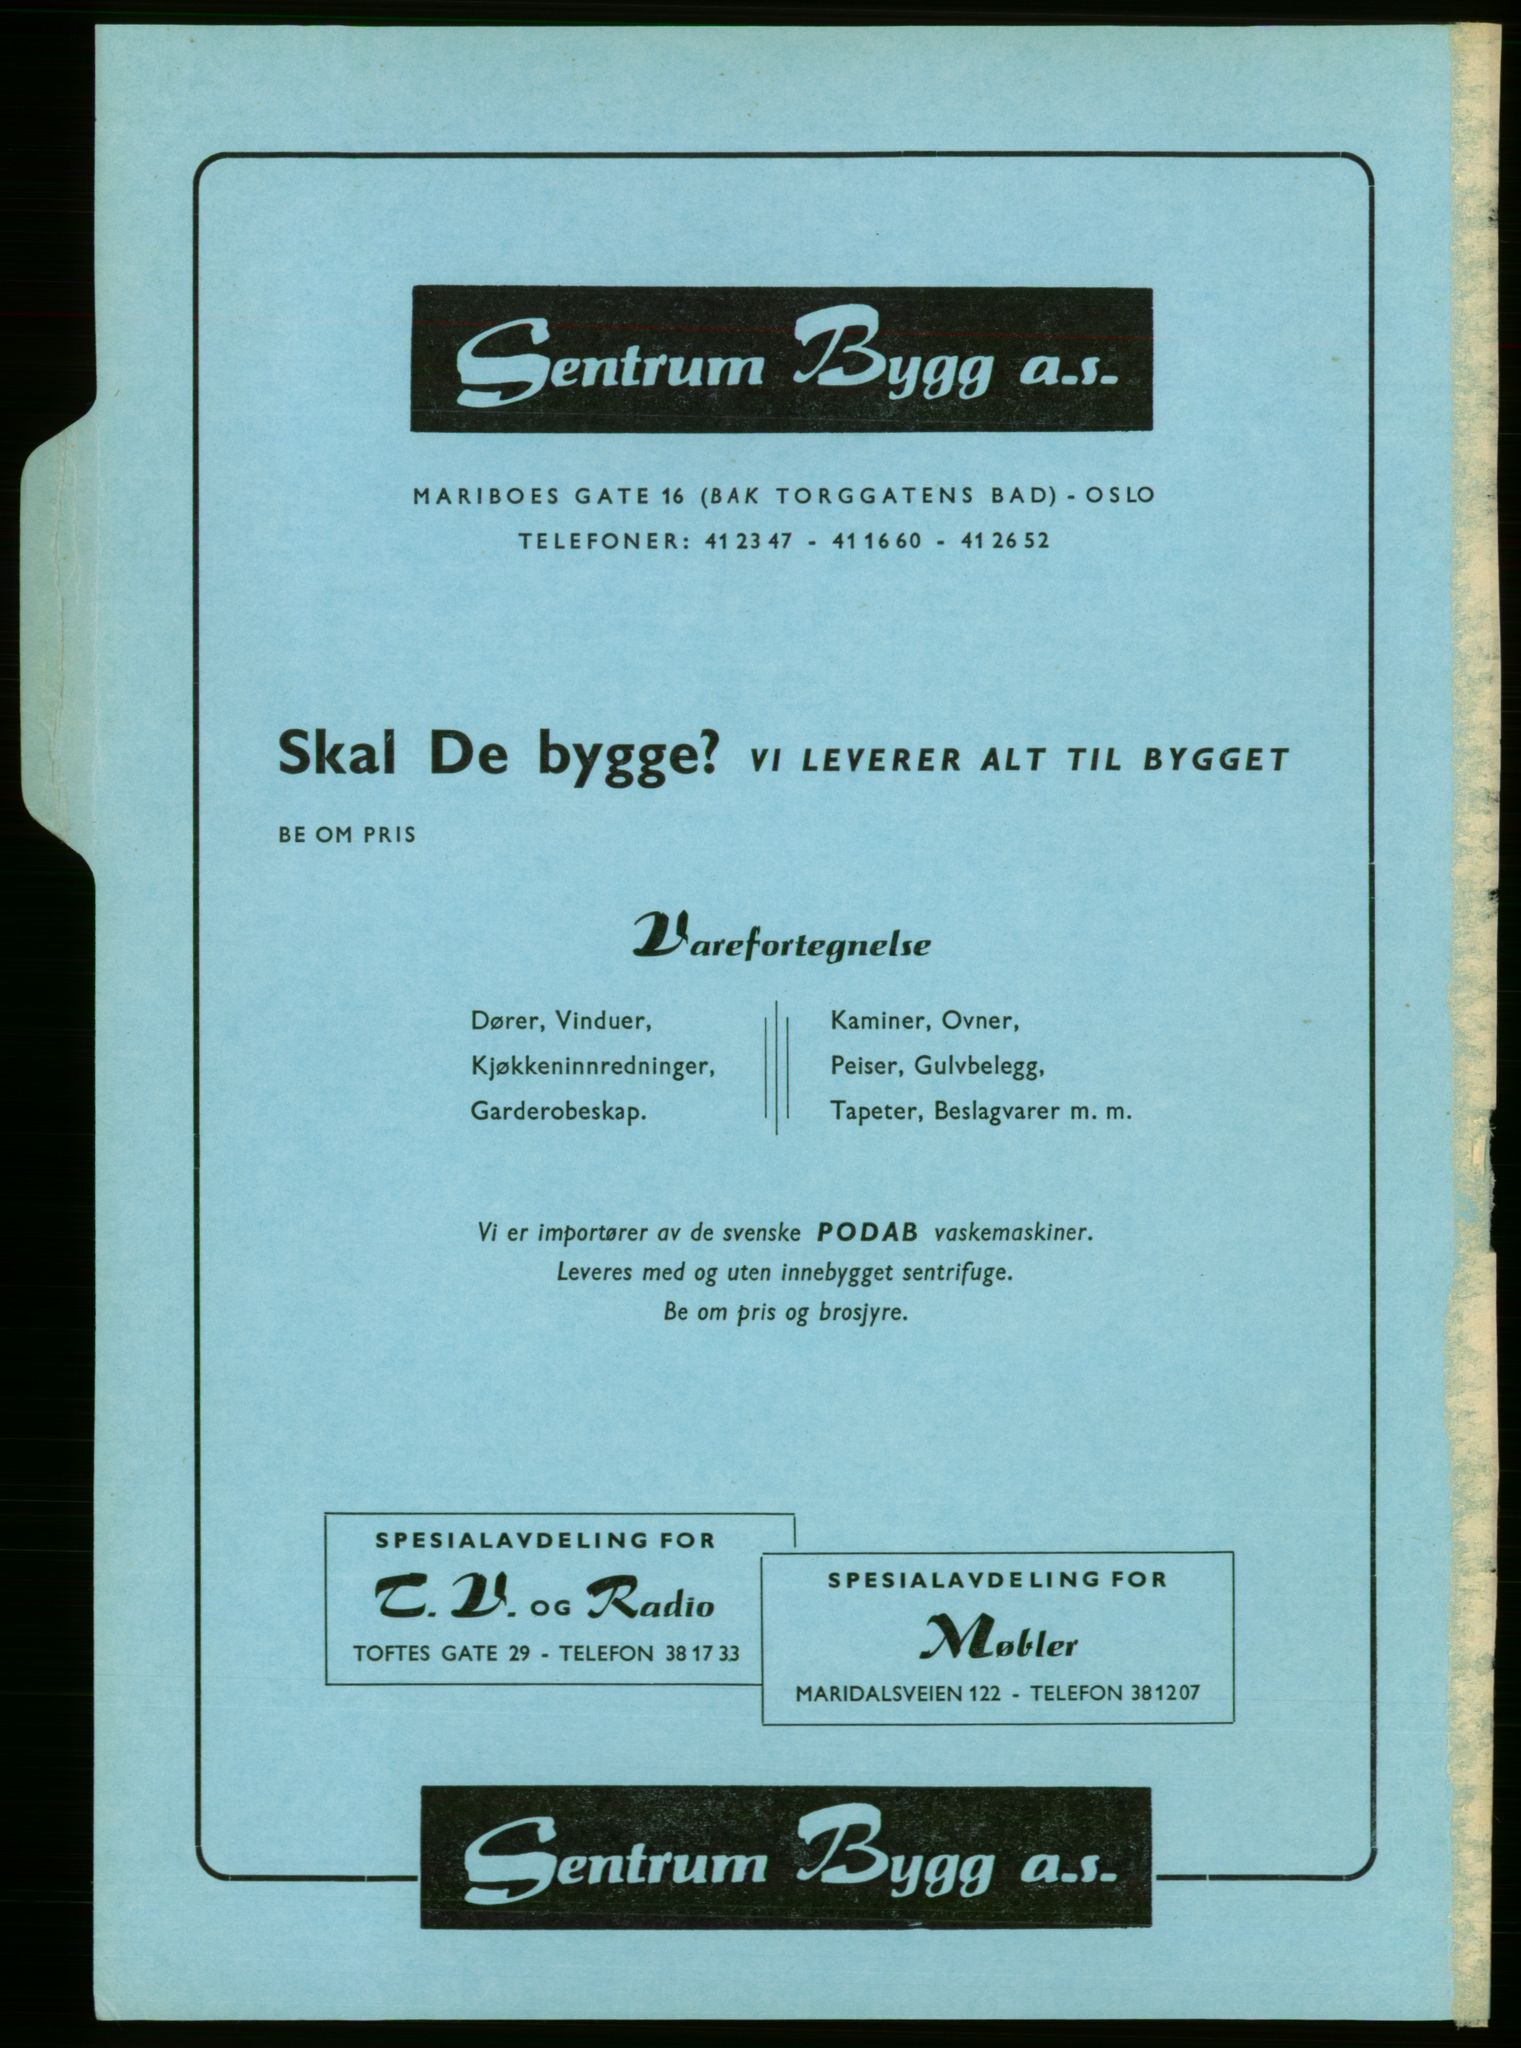 Sentrum Bygg a.s.
MARIBOES GATE 16 (BAK TORGGATENS BAD) - OSLO
TELEFONER: 41 23 47 - 41 16 60 - 41 26 52
Skal De bygge? VI LEVERER ALT TIL BYGGET
BE OM PRIS
Varefortegnelse
Dører, Vinduer,
Kjøkkeninnredninger,
Garderobeskap.
Kaminer, Ovner,
Peiser, Gulvbelegg,
Tapeter, Beslagvarer m. m.
Vi er importører av de svenske PODAB vaskemaskiner.
Leveres med og uten innebygget sentrifuge.
Be om pris og brosjyre.
SPESIALAVDELING FOR
T. V. OG Radio
TOFTES GATE 29 - TELEFON 38 17 33
SPESIALAVDELING FOR
Møbler
MARIDALSVEIEN 122 - TELEFON 38 12 07
Sentrum Bygg a.s.